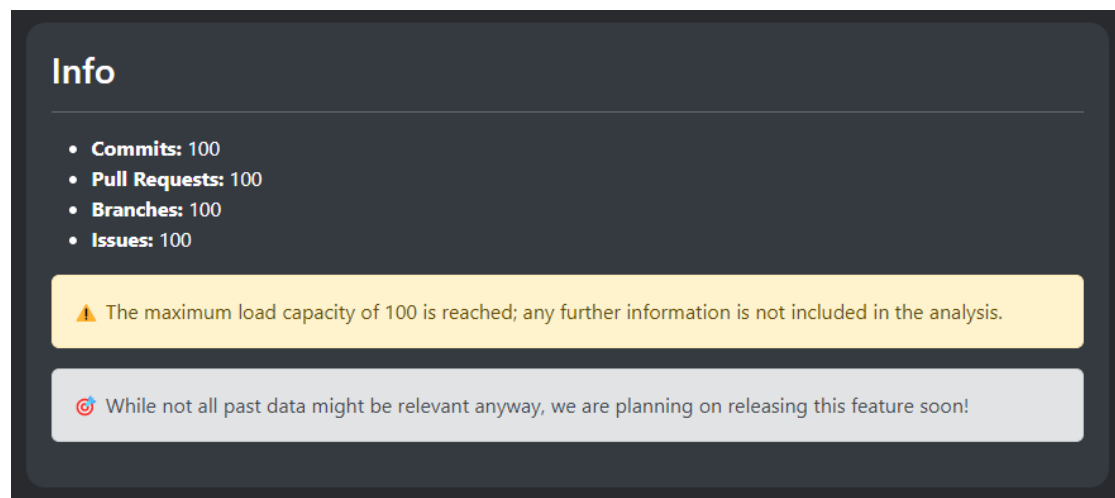 Info
Commits: 100
Pull Requests: 100
Branches: 100
Issues: 100
⚠️ The maximum load capacity of 100 is reached; any further information is not included in the analysis.
🎯 While not all past data might be relevant anyway, we are planning on releasing this feature soon!